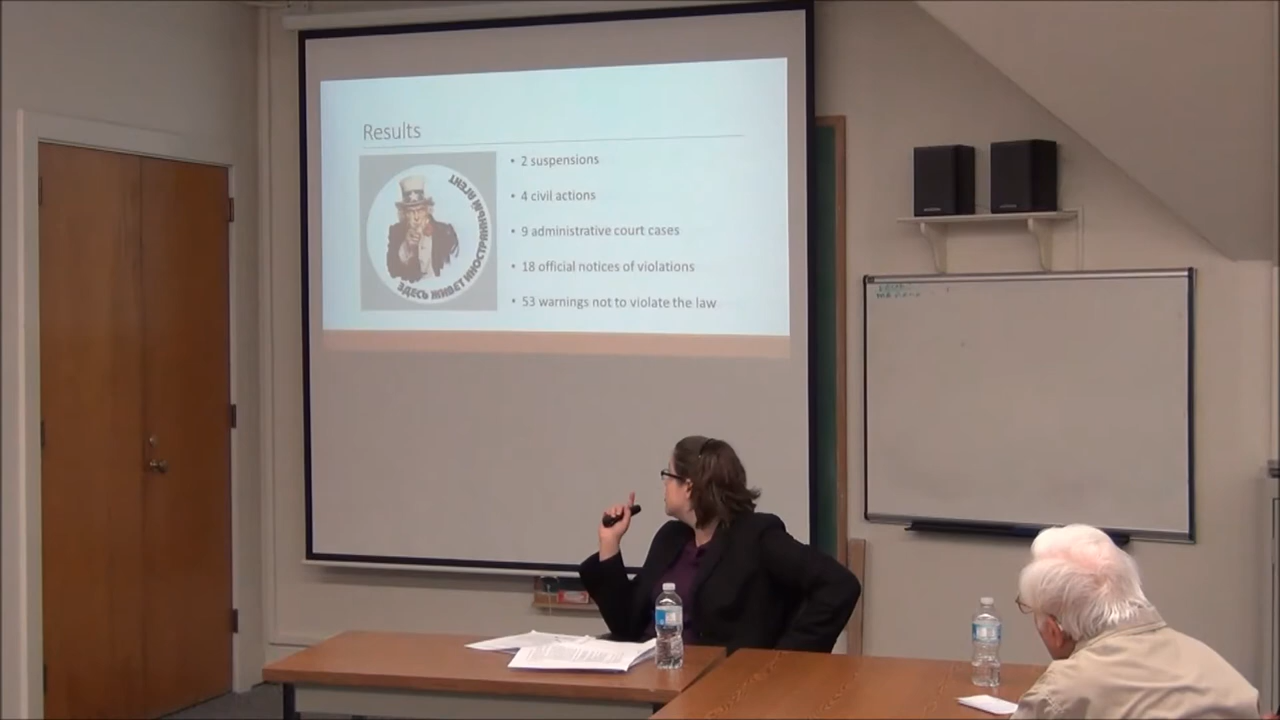 Results
• 2 suspensions
• 4 civil actions
• 9 administrative court cases
• 18 official notices of violations
• 53 warnings not to violate the law
ЗДЕСЬ ЖИВЕТ ИНОСТРАННЫЙ АГЕНТ